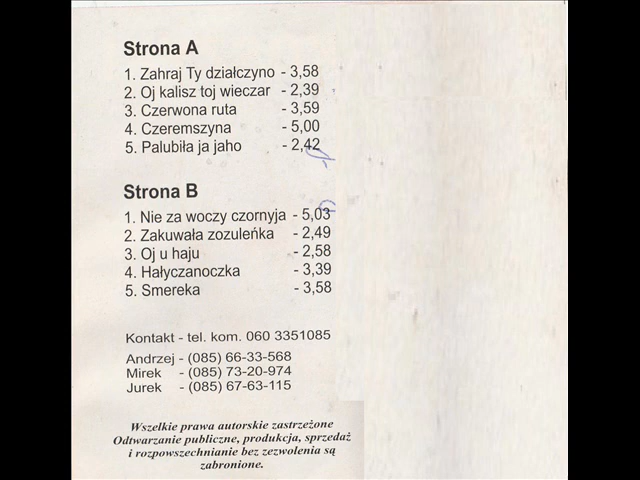 Strona A
1. Zahraj Ty działczyno - 3,58
2. Oj kalisz toj wieczar - 2,39
3. Czerwona ruta - 3,59
4. Czeremszyna - 5,00
5. Palubiła ja jaho - 2,42
Strona B
1. Nie za woczy czornyja - 5,03
2. Zakuwała zozuleńka - 2,49
3. Oj u haju - 2,58
4. Hałyczanoczka - 3,39
5. Smereka - 3,58
Kontakt - tel. kom. 060 3351085
Andrzej - (085) 66-33-568
Mirek - (085) 73-20-974
Jurek - (085) 67-63-115
Wszelkie prawa autorskie zastrzeżone
Odtwarzanie publiczne, produkcja, sprzedaż
i rozpowszechnianie bez zezwolenia są
zabronione.